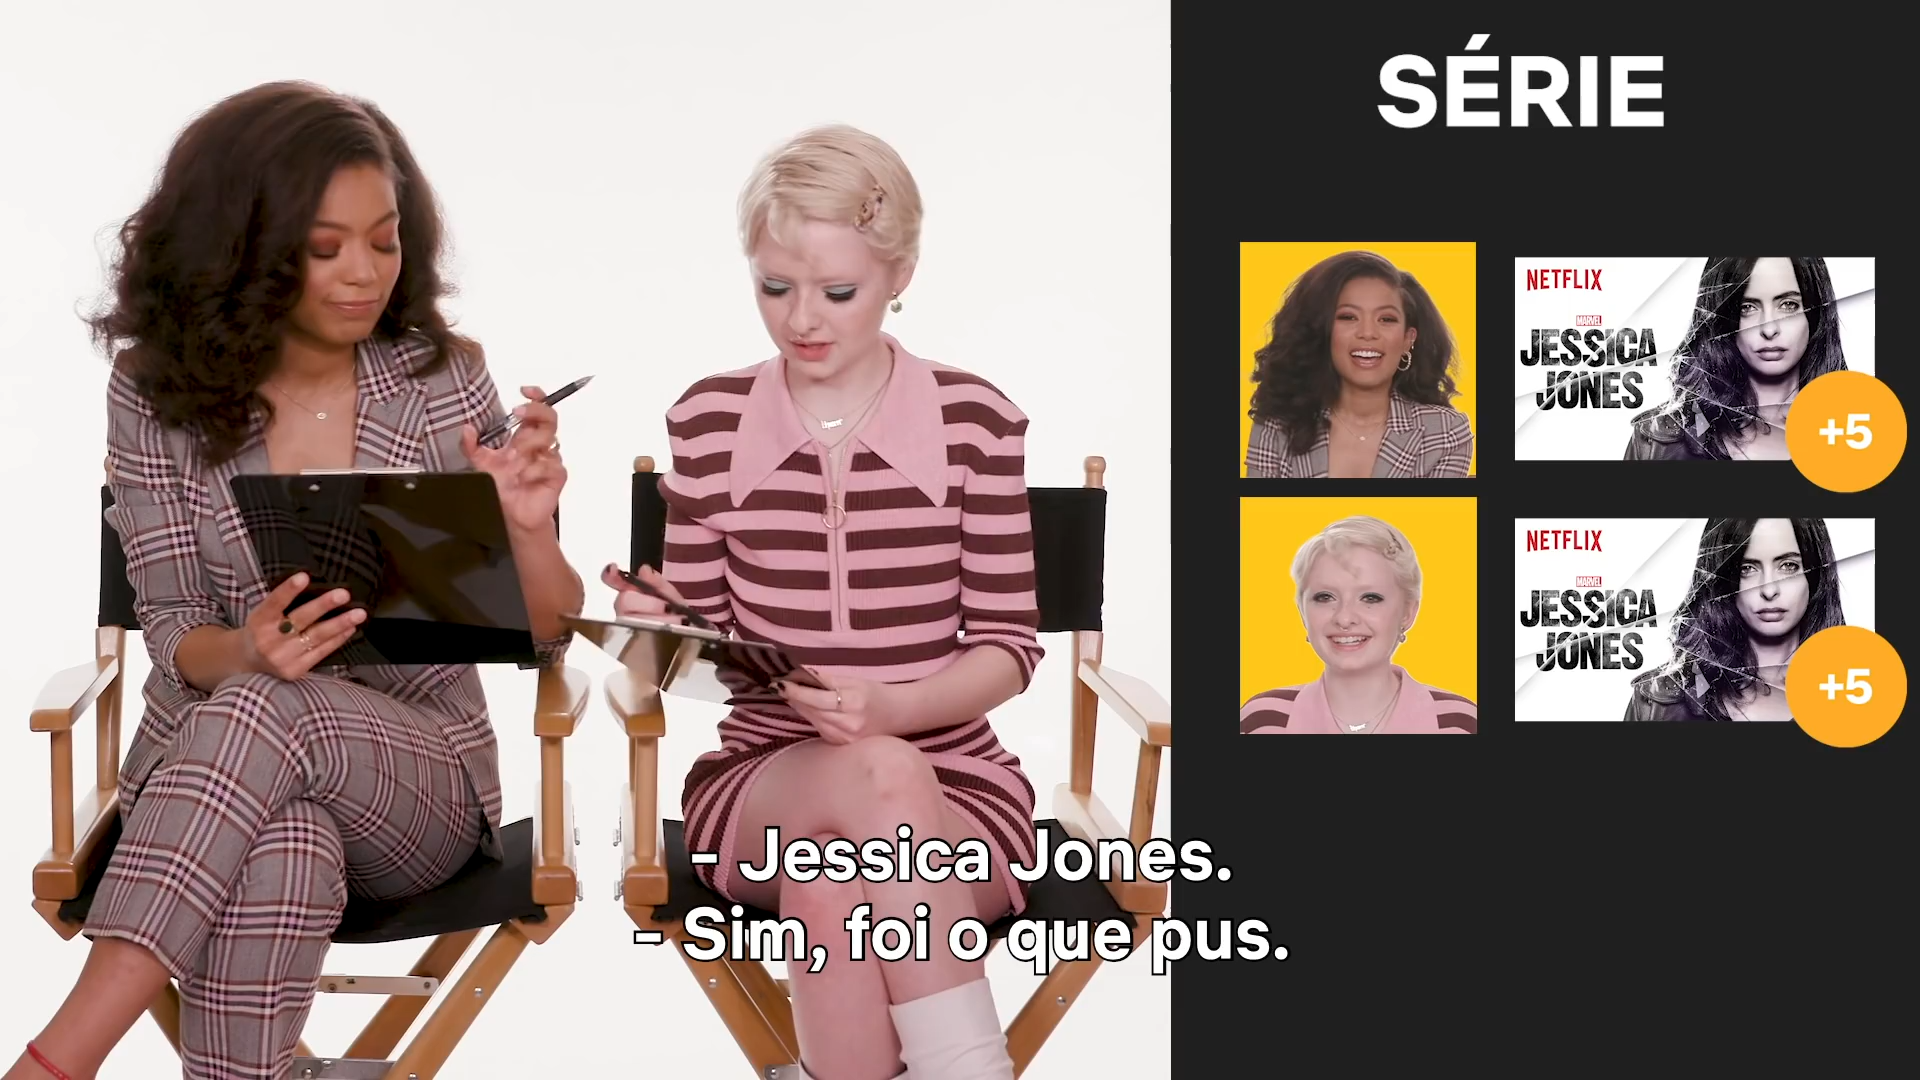 SÉRIE
NETFLIX
MARVEL
JESSICA
JONES
+5
NETFLIX
MARVEL
JESSICA
JONES
+5
- Jessica Jones.
- Sim, foi o que pus.